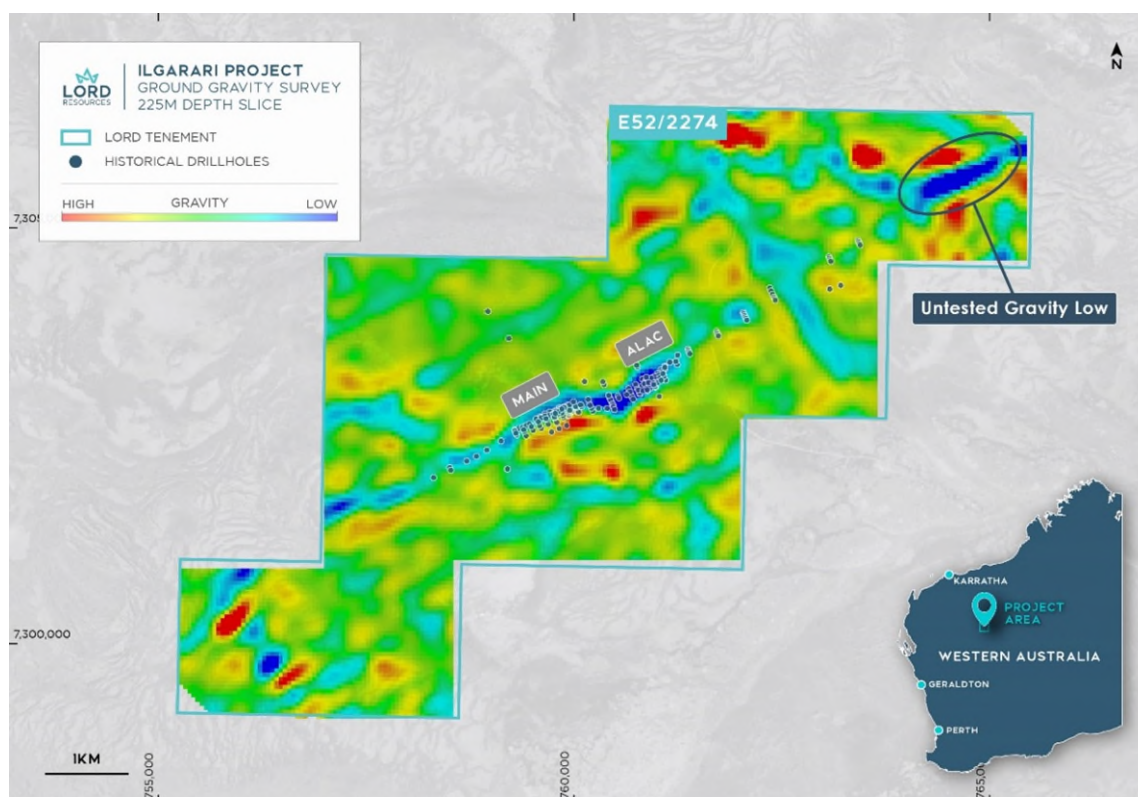 LORD
RESOURCES
ILGARARI PROJECT
GROUND GRAVITY SURVEY
225M DEPTH SLICE
LORD TENEMENT
HISTORICAL DRILLHOLES
HIGH GRAVITY LOW
N
E52/2274
7,305,
Untested Gravity Low
ALAC
MAIN
7,300,000
KARRATHA
PROJECT
AREA
WESTERN AUSTRALIA
GERALDTON
PERTH
1KM
755,000
760,000
765,